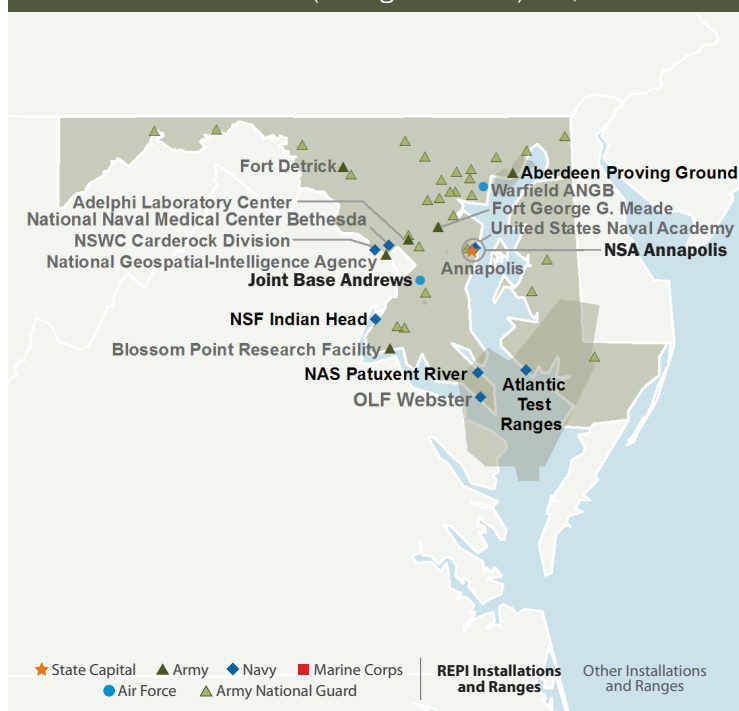 Fort Detrick
Aberdeen Proving Ground
Warfield ANGB
Adelphi Laboratory Center
Fort George G. Meade
National Naval Medical Center Bethesda
United States Naval Academy
NSWC Carderock Division
NSA Annapolis
National Geospatial-Intelligence Agency
Annapolis
Joint Base Andrews
NSF Indian Head
Blossom Point Research Facility
NAS Patuxent River
Atlantic
Test
Ranges
OLF Webster
State Capital Army Navy Marine Corps
Air Force Army National Guard
REPI Installations
and Ranges
Other Installations
and Ranges